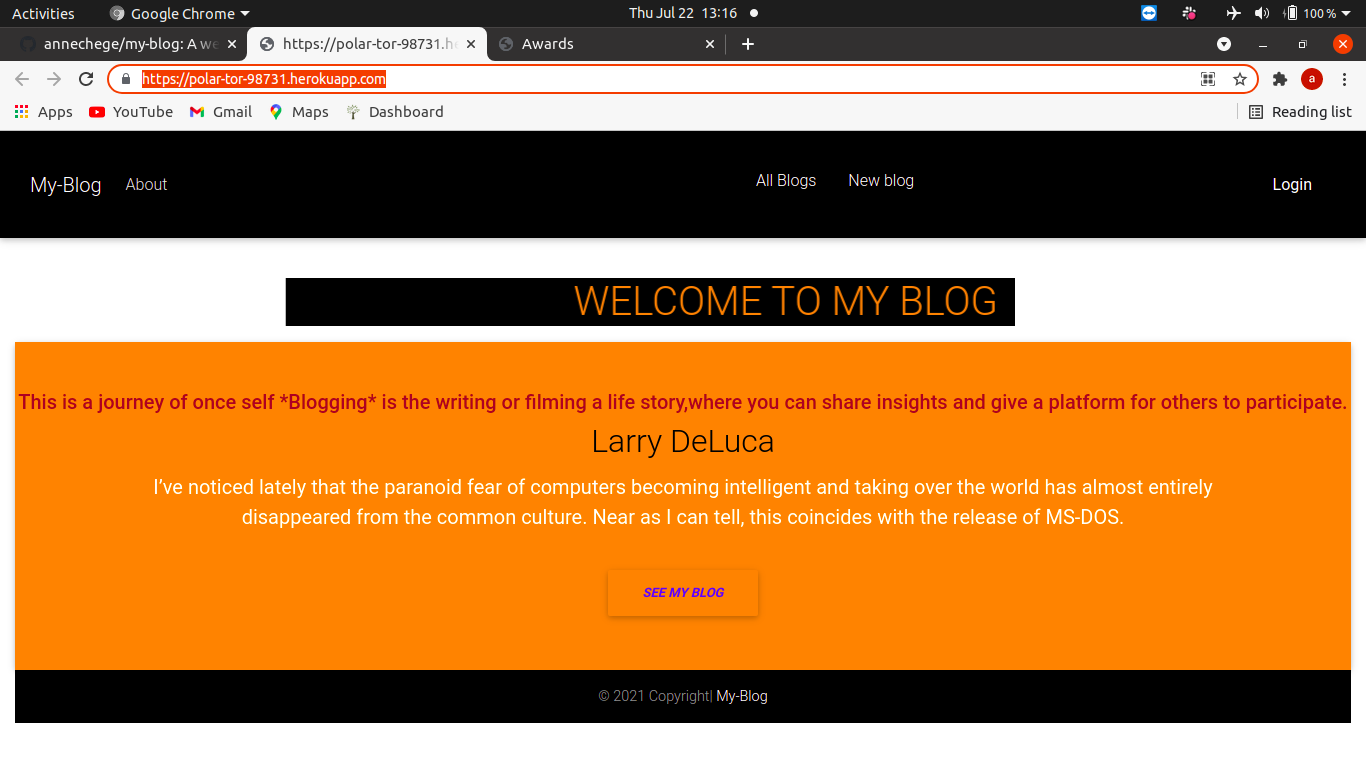 Activities Google Chrome Thu Jul 22 13:16 100 %
annechege/my-blog: A we https://polar-tor-98731.he Awards
https://polar-tor-98731.herokuapp.com a
Apps YouTube Gmail Maps Dashboard Reading list
My-Blog About All Blogs New blog Login
WELCOME TO MY BLOG
This is a journey of once self *Blogging* is the writing or filming a life story,where you can share insights and give a platform for others to participate.
Larry DeLuca
I’ve noticed lately that the paranoid fear of computers becoming intelligent and taking over the world has almost entirely
disappeared from the common culture. Near as I can tell, this coincides with the release of MS-DOS.
SEE MY BLOG
© 2021 Copyright| My-Blog